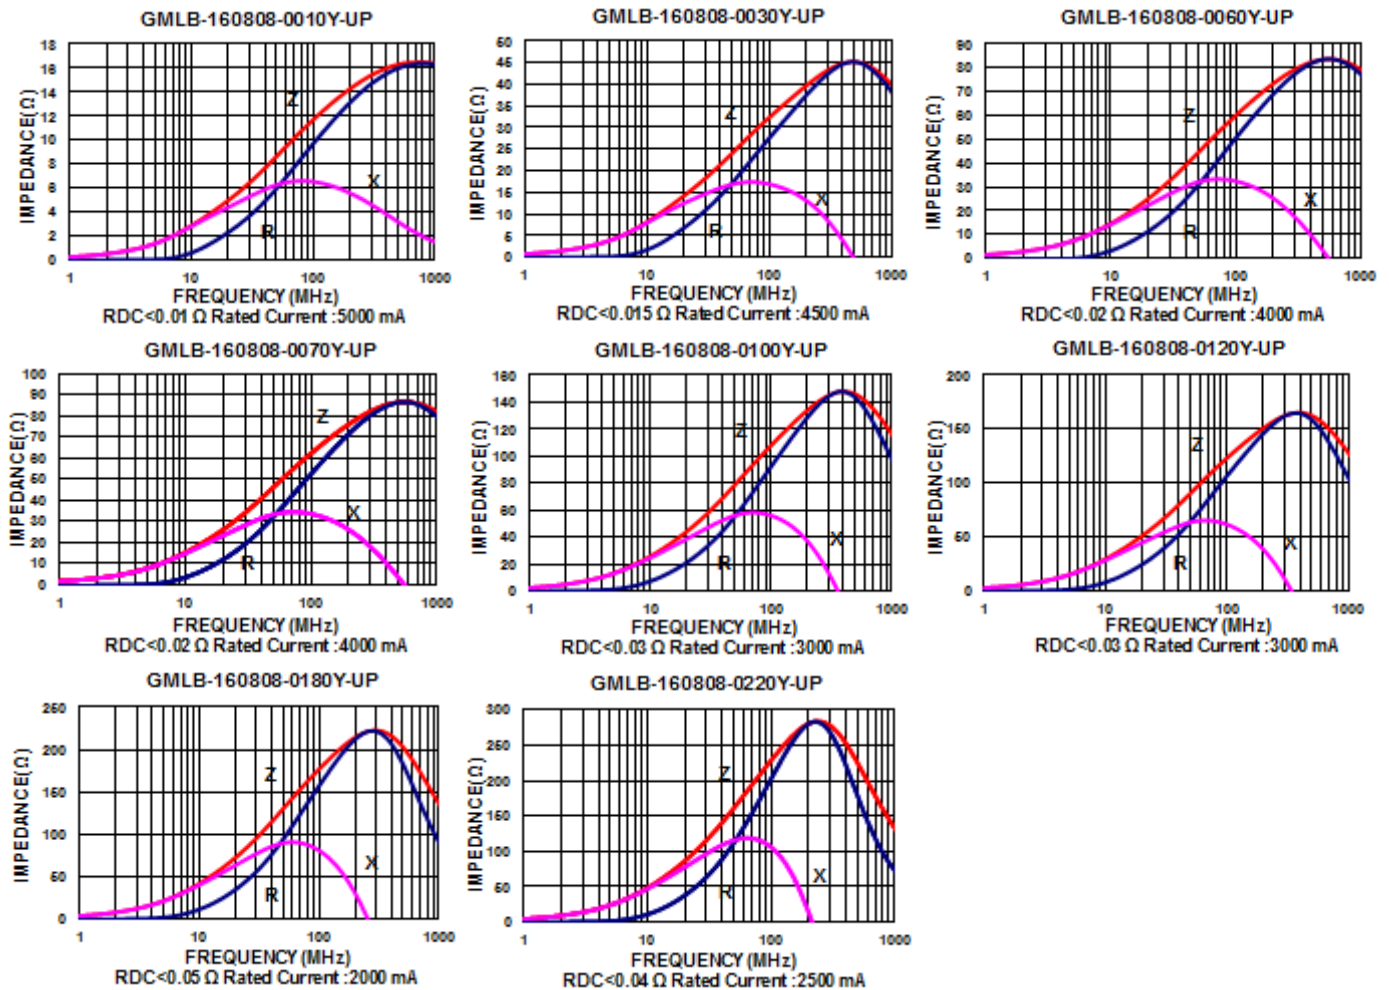 GMLB-160808-0010Y-UP
IMPEDANCE(Ω)
18
16
14
12
10
8
6
4
2
0
Z
X
R
1
10
100
1000
FREQUENCY(MHz)
RDC<0.01 Ω Rated Current :5000 mA
GMLB-160808-0030Y-UP
IMPEDANCE(Ω)
50
45
40
35
30
25
20
15
10
5
0
Z
X
R
1
10
100
1000
FREQUENCY(MHz)
RDC<0.015 Ω Rated Current :4500 mA
GMLB-160808-0060Y-UP
IMPEDANCE(Ω)
90
80
70
60
50
40
30
20
10
0
Z
X
R
1
10
100
1000
FREQUENCY(MHz)
RDC<0.02 Ω Rated Current :4000 mA
GMLB-160808-0070Y-UP
IMPEDANCE(Ω)
100
90
80
70
60
50
40
30
20
10
0
Z
X
R
1
10
100
1000
FREQUENCY(MHz)
RDC<0.02 Ω Rated Current :4000 mA
GMLB-160808-0100Y-UP
IMPEDANCE(Ω)
160
140
120
100
80
60
40
20
0
Z
X
R
1
10
100
1000
FREQUENCY(MHz)
RDC<0.03 Ω Rated Current :3000 mA
GMLB-160808-0120Y-UP
IMPEDANCE(Ω)
200
150
100
50
0
Z
X
R
1
10
100
1000
FREQUENCY(MHz)
RDC<0.03 Ω Rated Current :3000 mA
GMLB-160808-0180Y-UP
IMPEDANCE(Ω)
250
200
150
100
50
0
Z
X
R
1
10
100
1000
FREQUENCY(MHz)
RDC<0.05 Ω Rated Current :2000 mA
GMLB-160808-0220Y-UP
IMPEDANCE(Ω)
300
250
200
150
100
50
0
Z
X
R
1
10
100
1000
FREQUENCY(MHz)
RDC<0.04 Ω Rated Current :2500 mA